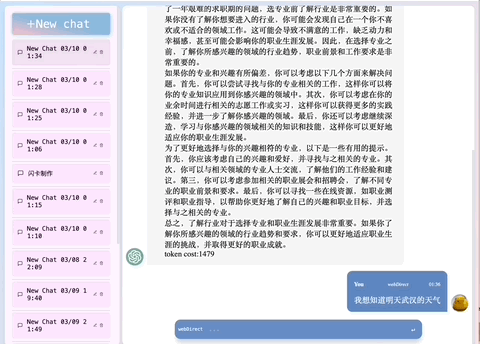 +New chat
New Chat 03/10 0
1:34
New Chat 03/10 0
1:28
New Chat 03/10 0
1:25
New Chat 03/10 0
1:06
闪卡制作
New Chat 03/10 0
1:15
New Chat 03/10 0
1:10
New Chat 03/08 2
2:09
New Chat 03/09 1
9:40
New Chat 03/09 2
1:49
了一年艰辛求职期的问题，选专业前了解行业是非常重要的。如
果你没有了解你想要进入的行业，你可能会发现自己在一个你不喜
欢或不适合的领域工作。这可能会导致不满意的工作，缺乏动力和
幸福感，甚至可能会影响你的职业生涯发展。因此，在选择专业之
前，了解你所感兴趣的领域的行业趋势，职业前景和工作要求是非
常重要的。
如果你的专业和兴趣有所偏差，你可以考虑以下几个方面来解决问
题。首先，你可以尝试寻找与你的专业相关的工作，这样你可以将
你的专业知识应用到你感兴趣的领域中。其次，你可以考虑在你的
业余时间进行相关的志愿工作或实习，这样你可以获得更多的实践
经验，并进一步了解你感兴趣的领域。最后，你还可以考虑继续深
造，学习与你感兴趣的领域相关的知识和技能，这样你可以更好地
适应你的职业生涯发展。
为了更好地选择与你的兴趣相符的专业，以下是一些有用的提示。
首先，你应该考虑自己的兴趣和爱好，并寻找与之相关的专业。其
次，你可以与相关领域的专业人士交流，了解他们的工作经验和建
议。第三，你可以考虑参加相关的职业展会和招聘会，了解不同专
业的职业前景和要求。最后，你可以寻找一些在线资源，如职业测
评和职业指导，以帮助你更好地了解自己的兴趣和职业目标，并选
择与之相关的专业。
总之，了解行业对于选择专业和职业生涯发展非常重要。如果你了
解你所感兴趣的领域的行业趋势和要求，你可以更好地适应职业生
涯的挑战，并取得更好的职业成就。
token cost:1479
You webDirect 01:36
我想知道明天武汉的天气
webDirect ...